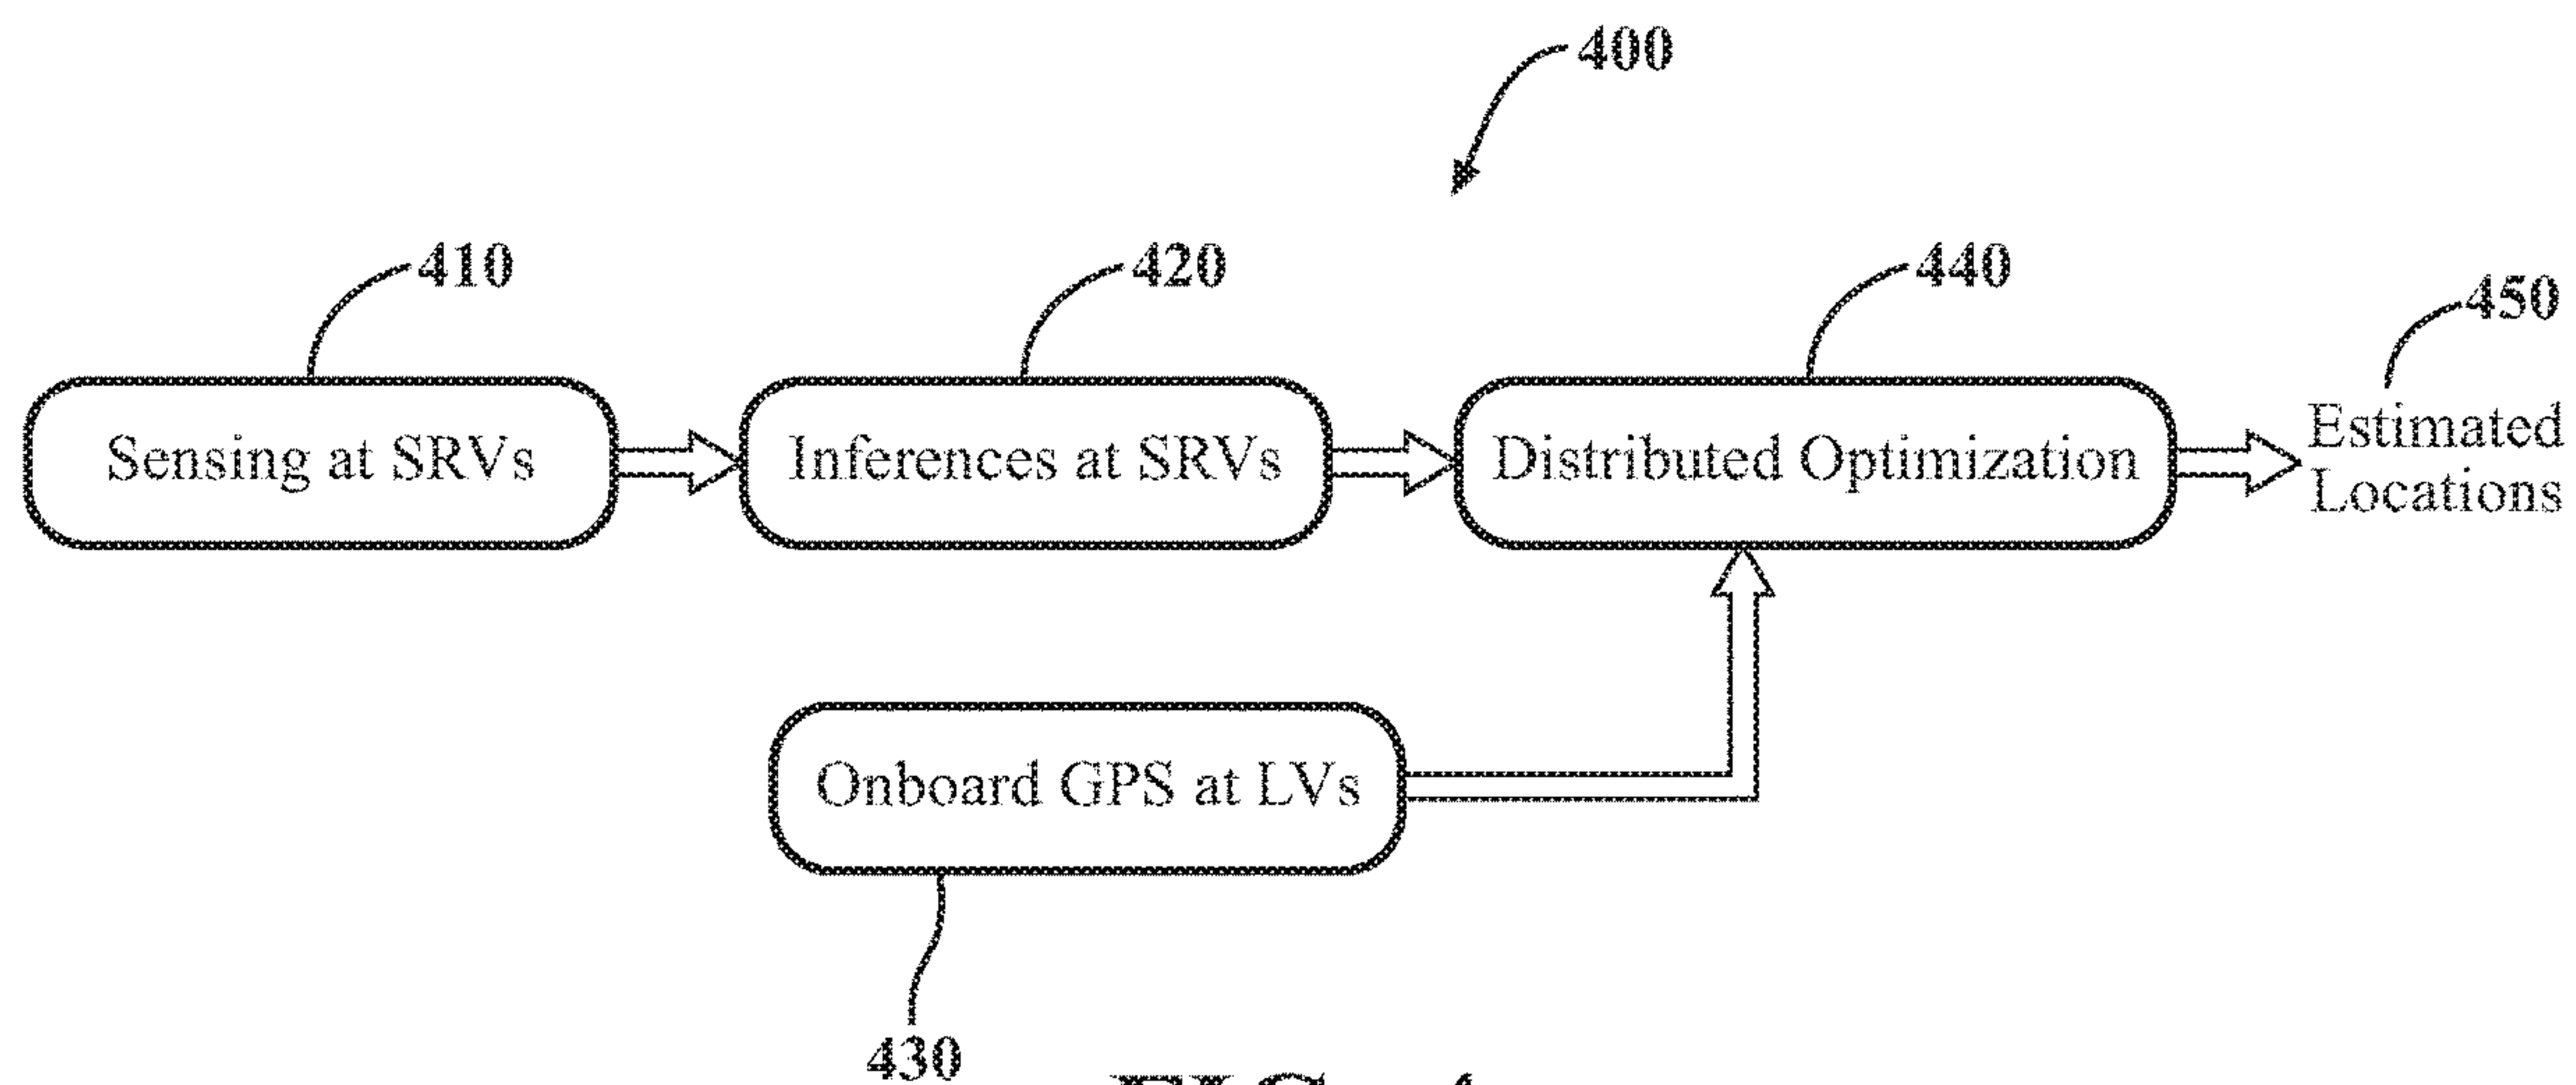 400
410
420
440
450
Sensing at SRVs
Inferences at SRVs
Distributed Optimization
Estimated
Locations
Onboard GPS at LVs
430